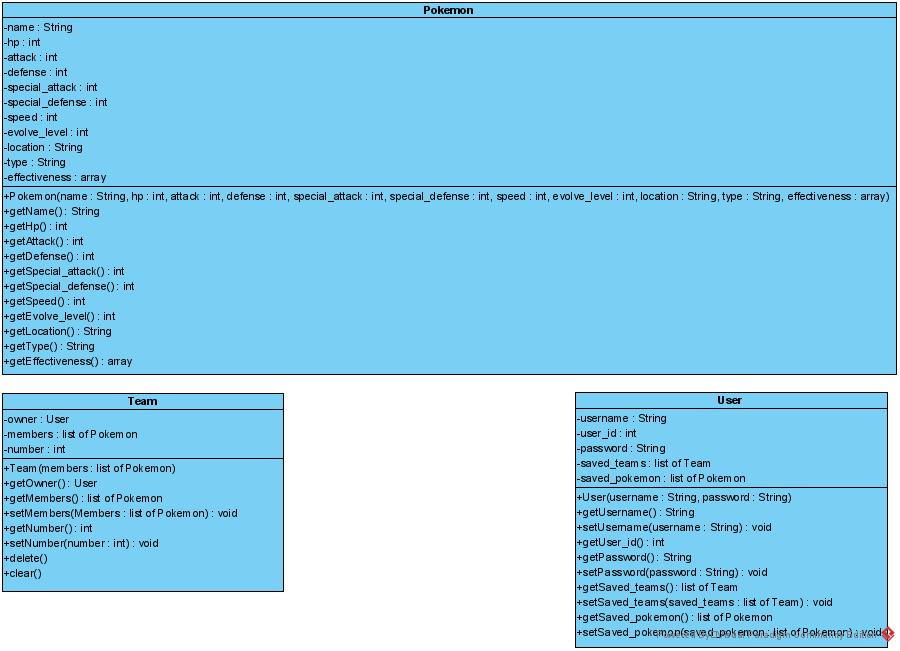 Pokemon
-name : String
-hp : int
-attack : int
-defense : int
-special_attack : int
-special_defense : int
-speed : int
-evolve_level : int
-location : String
-type : String
-effectiveness : array
+Pokemon(name : String, hp : int, attack : int, defense : int, special_attack : int, special_defense : int, speed : int, evolve_level : int, location : String, type : String, effectiveness : array)
+getName() : String
+getHp() : int
+getAttack() : int
+getDefense() : int
+getSpecial_attack() : int
+getSpecial_defense() : int
+getSpeed() : int
+getEvolve_level() : int
+getLocation() : String
+getType() : String
+getEffectiveness() : array
Team
-owner : User
-members : list of Pokemon
-number : int
+Team(members : list of Pokemon)
+getOwner() : User
+getMembers() : list of Pokemon
+setMembers(Members : list of Pokemon) : void
+getNumber() : int
+setNumber(number : int) : void
+delete()
+clear()
User
-username : String
-user_id : int
-password : String
-saved_teams : list of Team
-saved_pokemon : list of Pokemon
+User(username : String, password : String)
+getUsername() : String
+setUsername(username : String) : void
+getUser_id() : int
+getPassword() : String
+setPassword(password : String) : void
+getSaved_teams() : list of Team
+setSaved_teams(saved_teams : list of Team) : void
+getSaved_pokemon() : list of Pokemon
+setSaved_pokemon(saved_pokemon : list of Pokemon) : void